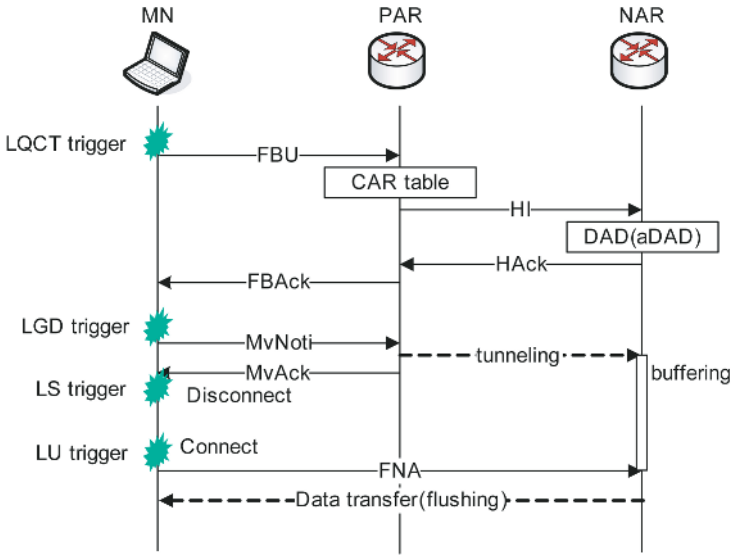 MN
PAR
NAR
LQCT trigger
FBU
CAR table
HI
DAD(aDAD)
HAck
FBAck
LGD trigger
MvNoti
tunneling
MvAck
buffering
LS trigger
Disconnect
Connect
LU trigger
FNA
Data transfer(flushing)